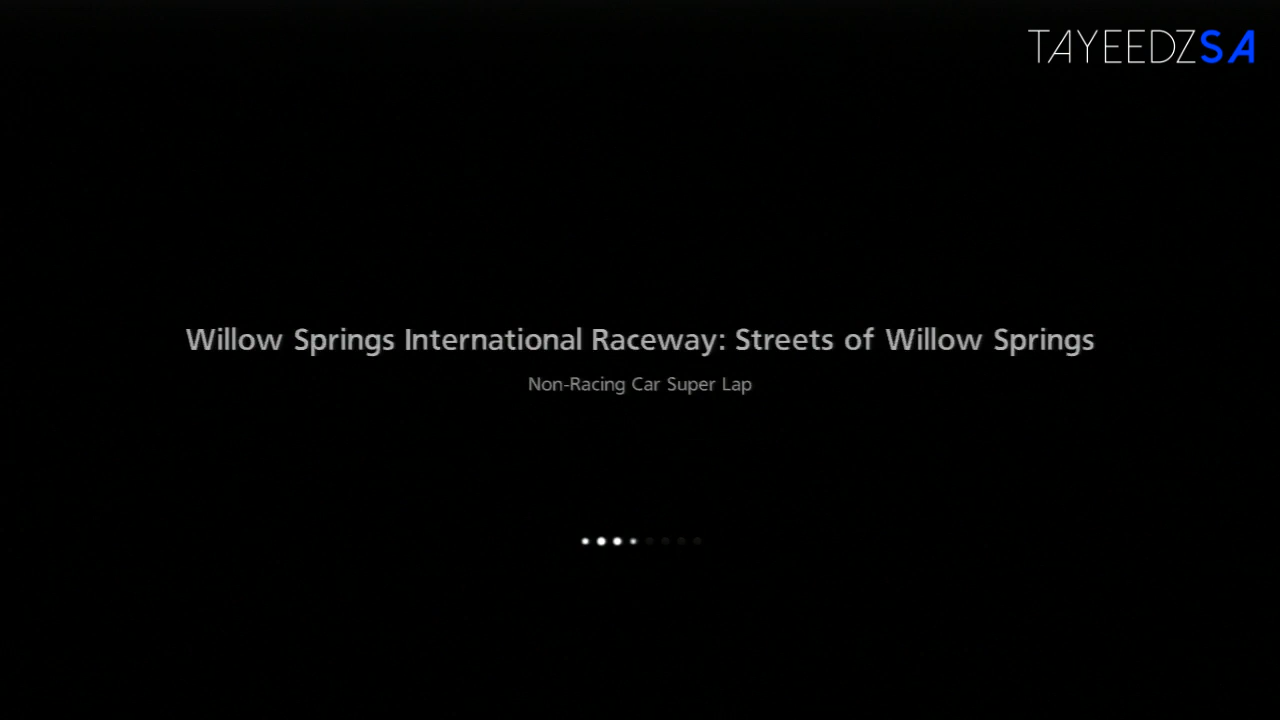 TAYEEDZSA
Willow Springs International Raceway: Streets of Willow Springs
Non-Racing Car Super Lap